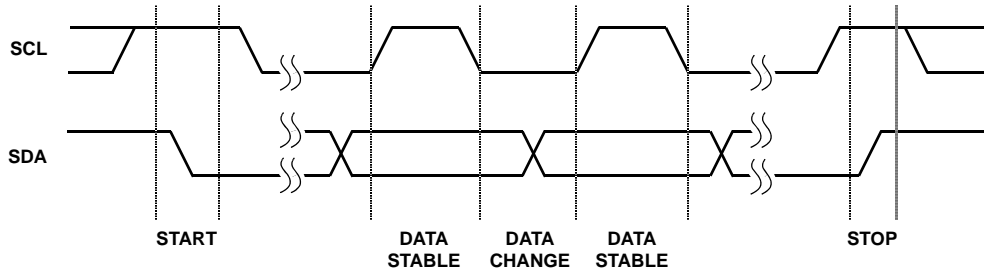 SCL
SDA
START
DATA
STABLE
DATA
CHANGE
DATA
STABLE
STOP